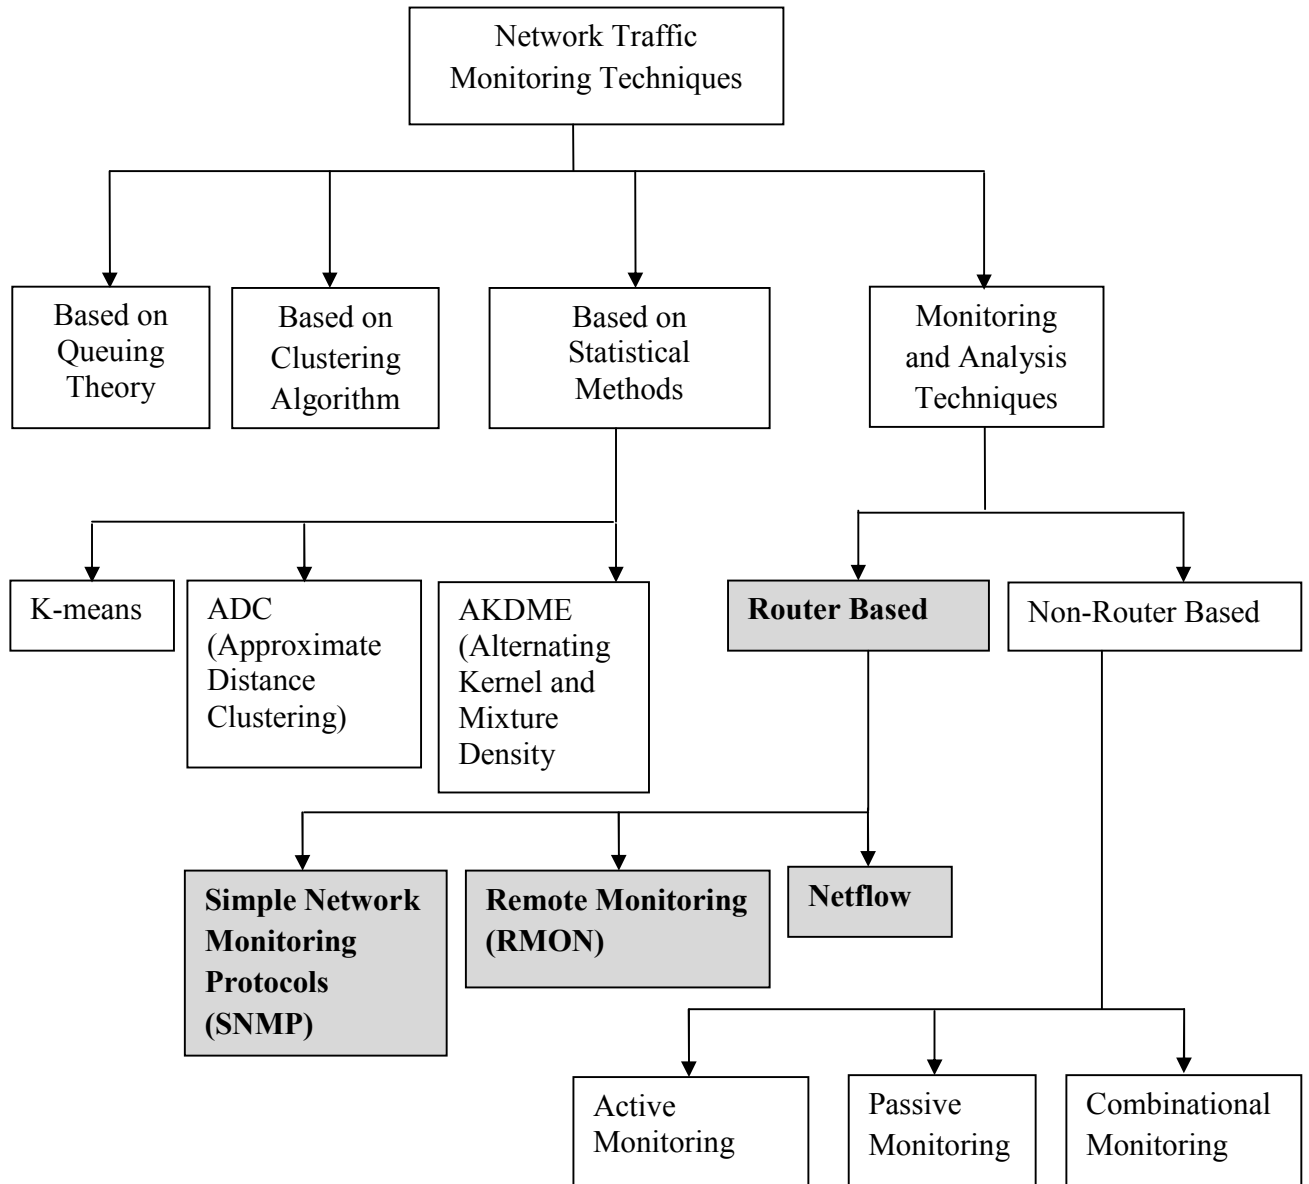 Network Traffic
Monitoring Techniques
Based on
Queuing
Theory
Based on
Clustering
Algorithm
Based on
Statistical
Methods
Monitoring
and Analysis
Techniques
K-means
ADC
(Approximate
Distance
Clustering)
AKDME
(Alternating
Kernel and
Mixture
Density
Router Based
Non-Router Based
Simple Network
Monitoring
Protocols
(SNMP)
Remote Monitoring
(RMON)
Netflow
Active
Monitoring
Passive
Monitoring
Combinational
Monitoring